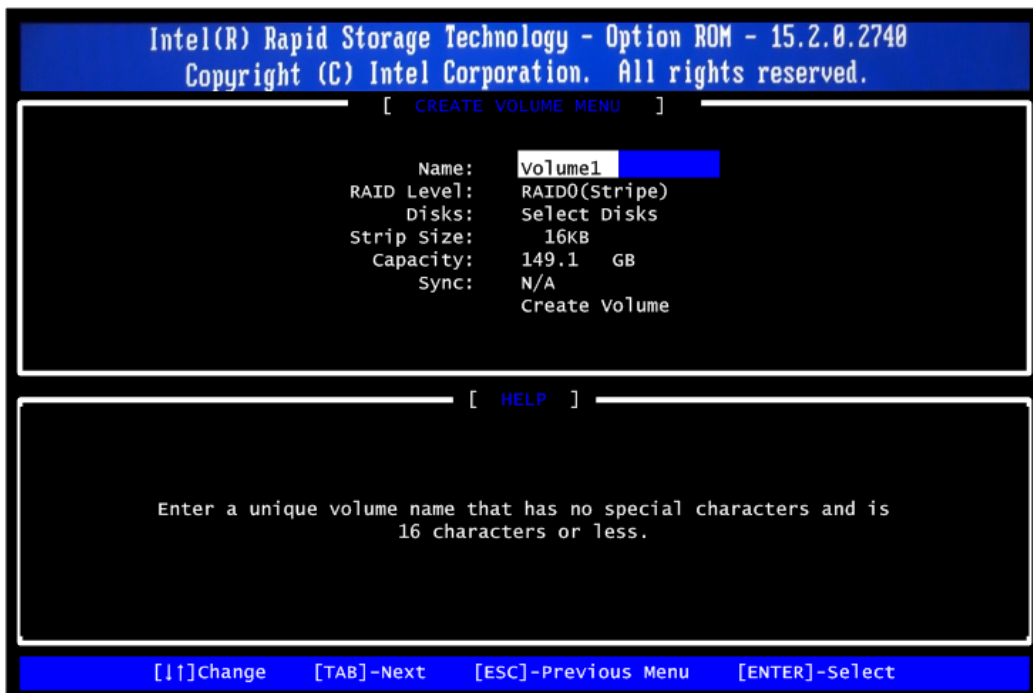 Intel(R) Rapid Storage Technology - Option ROM - 15.2.0.2740
Copyright (C) Intel Corporation. All rights reserved.
[ CREATE VOLUME MENU ]
Name: Volume1
RAID Level: RAID0(Stripe)
Disks: Select Disks
Strip Size: 16KB
Capacity: 149.1 GB
Sync: N/A
Create Volume
[ HELP ]
Enter a unique volume name that has no special characters and is
16 characters or less.
[↓↑]Change [TAB]-Next [ESC]-Previous Menu [ENTER]-Select